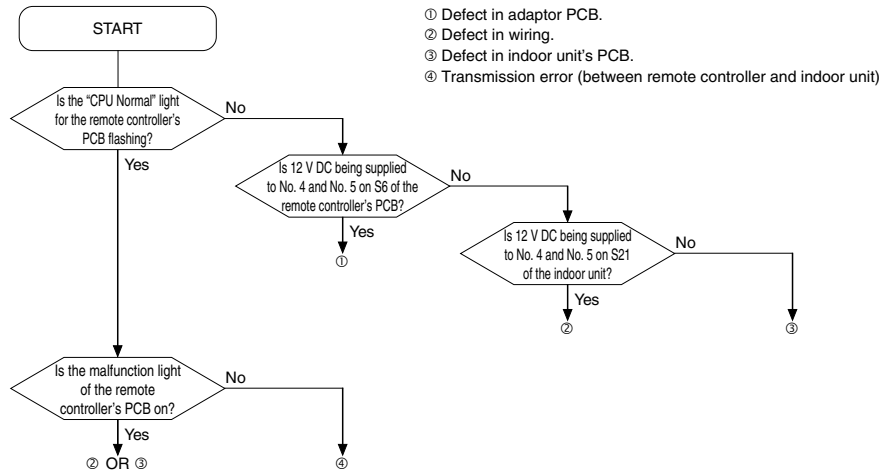 START
① Defect in adaptor PCB.
② Defect in wiring.
③ Defect in indoor unit's PCB.
④ Transmission error (between remote controller and indoor unit)
Is the “CPU Normal” light
for the remote controller's
PCB flashing?
No
Yes
Is 12 V DC being supplied
to No. 4 and No. 5 on S6 of the
remote controller's PCB?
No
Yes
①
Is 12 V DC being supplied
to No. 4 and No. 5 on S21
of the indoor unit?
No
Yes
②
③
Is the malfunction light
of the remote
controller's PCB on?
No
Yes
② OR ③
④